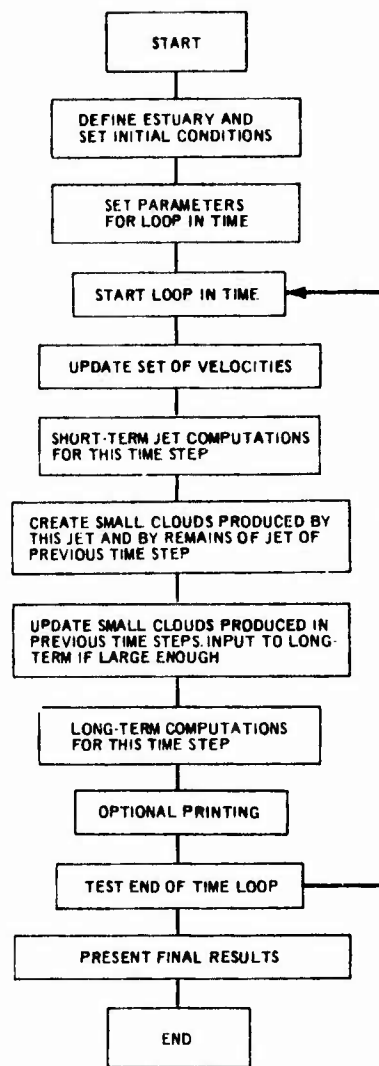 START
DEFINE ESTUARY AND
SET INITIAL CONDITIONS
SET PARAMETERS
FOR LOOP IN TIME
START LOOP IN TIME.
UPDATE SET OF VELOCITIES
SHORT-TERM JET COMPUTATIONS
FOR THIS TIME STEP
CREATE SMALL CLOUDS PRODUCED BY
THIS JET AND BY REMAINS OF JET OF
PREVIOUS TIME STEP
UPDATE SMALL CLOUDS PRODUCED IN
PREVIOUS TIME STEPS. INPUT TO LONG-
TERM IF LARGE ENOUGH
LONG-TERM COMPUTATIONS
FOR THIS TIME STEP
OPTIONAL PRINTING
TEST END OF TIME LOOP
PRESENT FINAL RESULTS
END